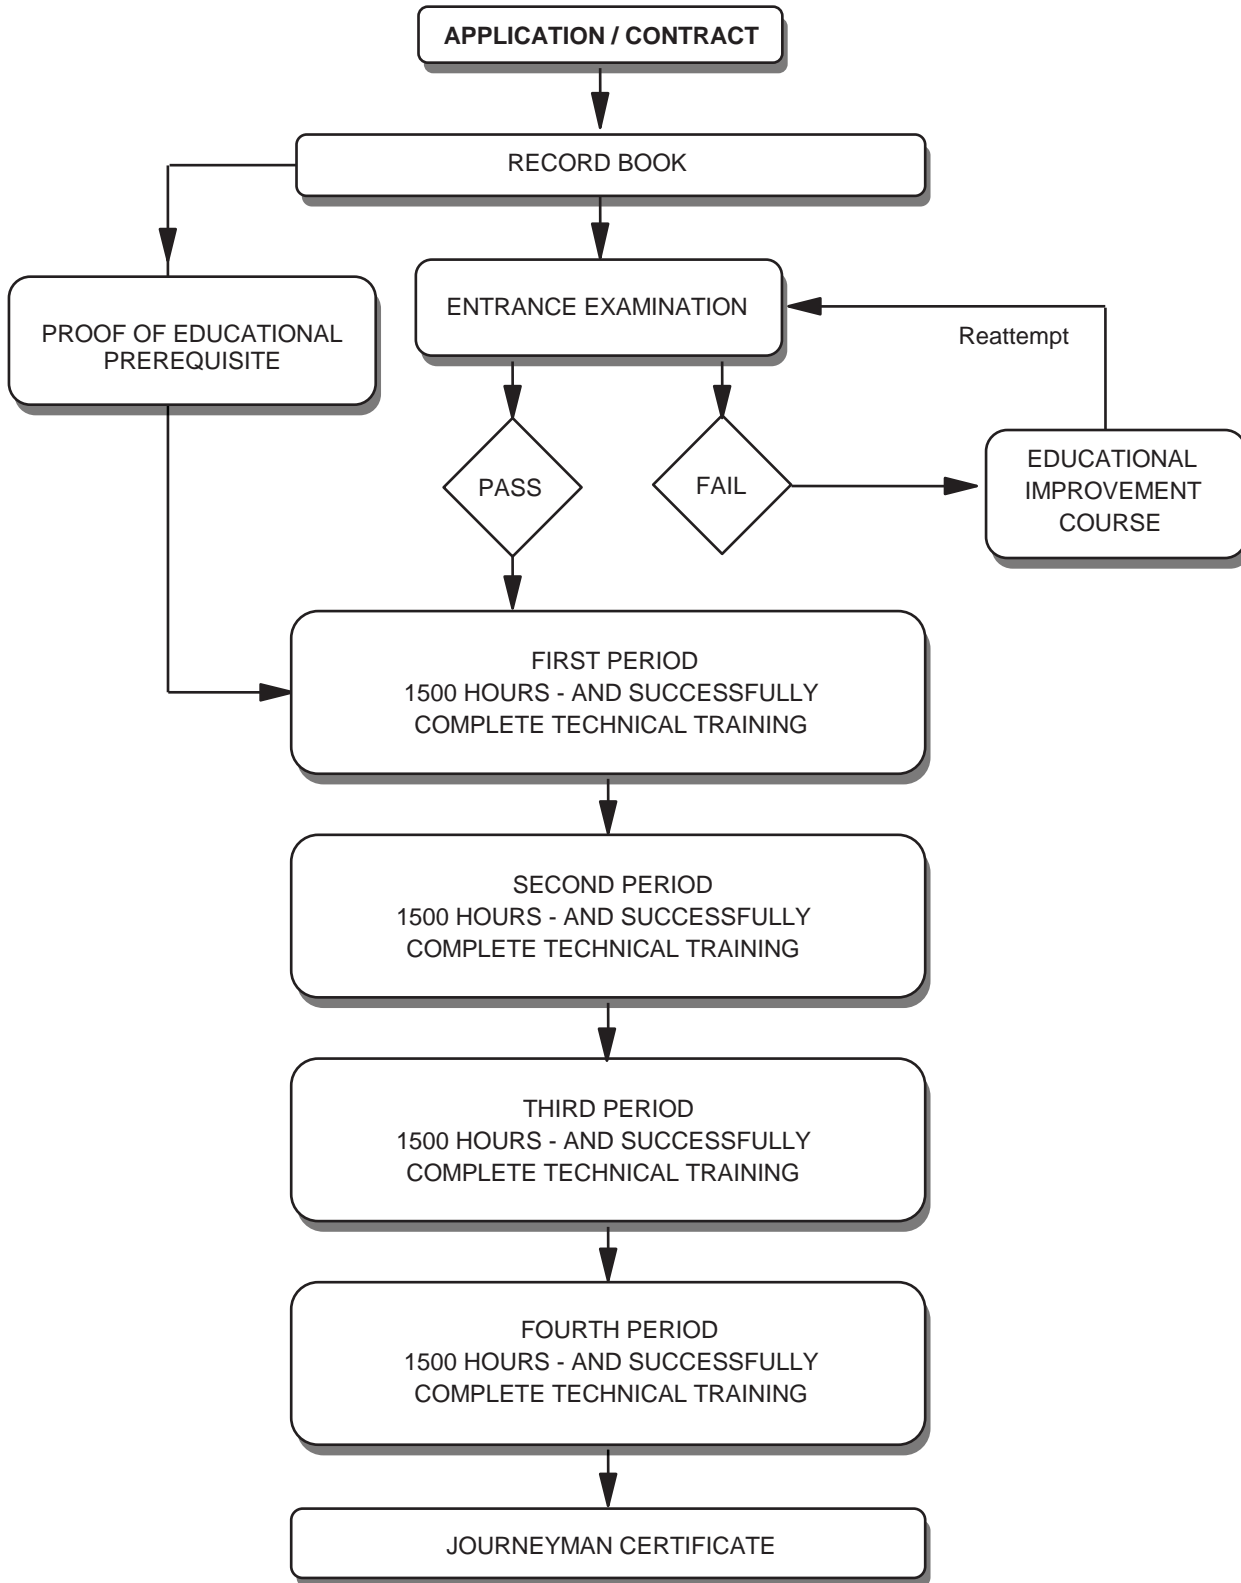 APPLICATION / CONTRACT
RECORD BOOK
PROOF OF EDUCATIONAL
PREREQUISITE
ENTRANCE EXAMINATION
Reattempt
PASS
FAIL
EDUCATIONAL
IMPROVEMENT
COURSE
FIRST PERIOD
1500 HOURS - AND SUCCESSFULLY
COMPLETE TECHNICAL TRAINING
SECOND PERIOD
1500 HOURS - AND SUCCESSFULLY
COMPLETE TECHNICAL TRAINING
THIRD PERIOD
1500 HOURS - AND SUCCESSFULLY
COMPLETE TECHNICAL TRAINING
FOURTH PERIOD
1500 HOURS - AND SUCCESSFULLY
COMPLETE TECHNICAL TRAINING
JOURNEYMAN CERTIFICATE